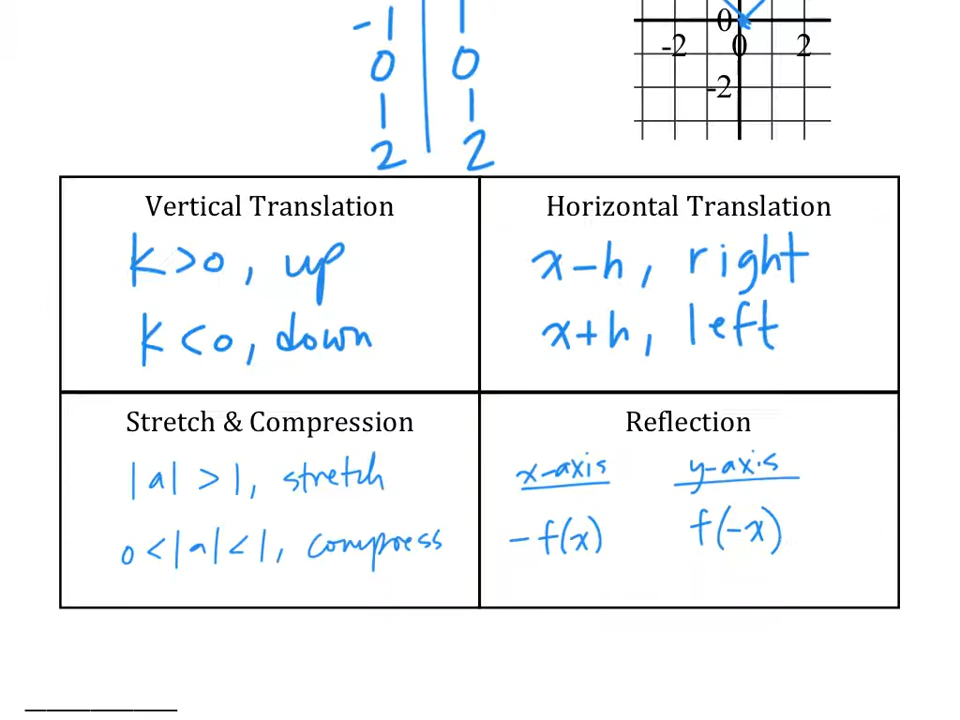 -1 1
0 0
1 1
2 2
0
-2 0 2
-2
Vertical Translation
k>0, up
k<0, down
Horizontal Translation
x-h, right
x+h, left
Stretch & Compression
|a| > 1, stretch
0<|a|<1, compress
Reflection
x-axis y-axis
-f(x) f(-x)